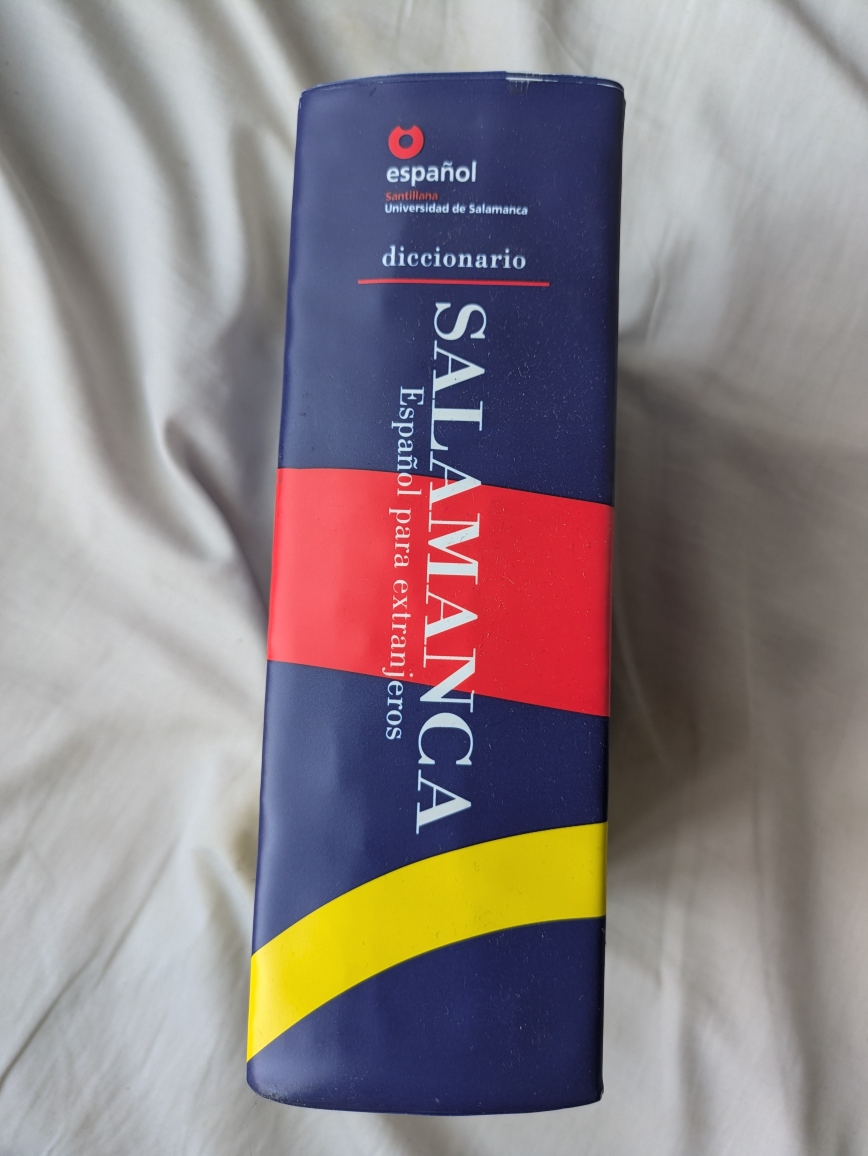 español
Santillana
Universidad de Salamanca
diccionario
SALAMANCA
Español para extranjeros